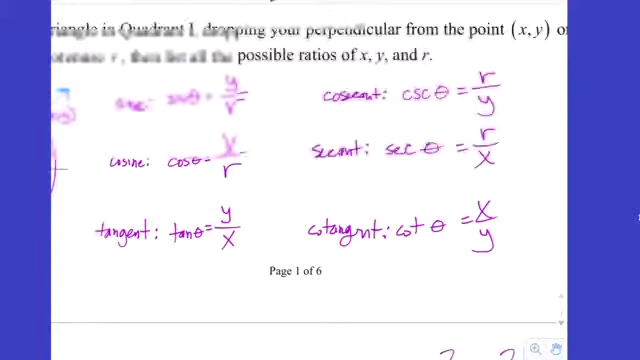 triangle in Quadrant I, dropping your perpendicular from the point (x, y) on
hypotenuse r, then list all the possible ratios of x, y, and r.
sine: sin θ = y/r
cosecant: csc θ = r/y
cosine: cos θ = x/r
secant: sec θ = r/x
tangent: tan θ = y/x
cotangent: cot θ = x/y
Page 1 of 6